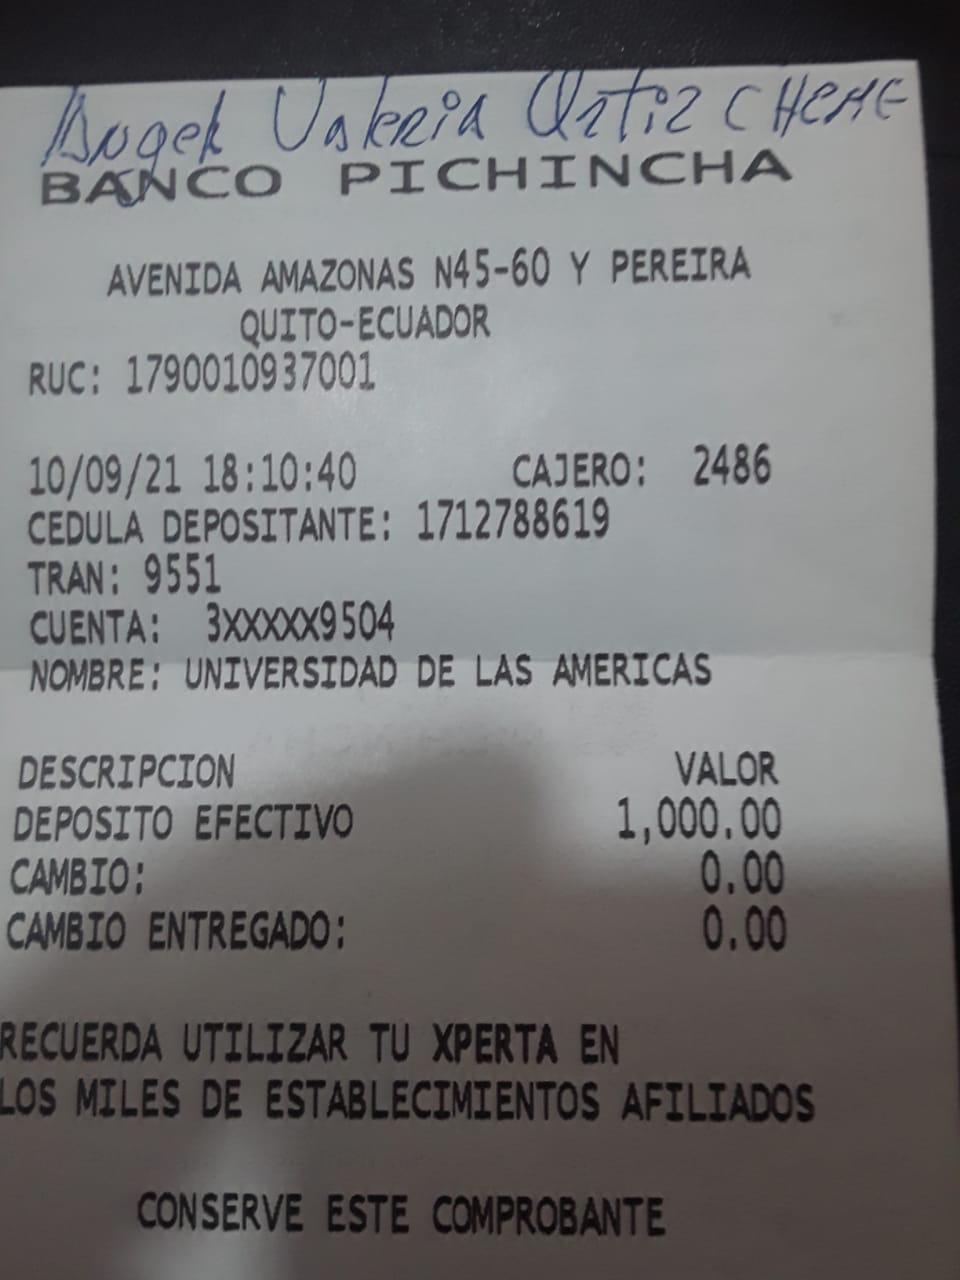 Angel Valeria Ortiz CHEME
BANCO PICHINCHA
AVENIDA AMAZONAS N45-60 Y PEREIRA
QUITO-ECUADOR
RUC: 1790010937001
10/09/21 18:10:40 CAJERO: 2486
CEDULA DEPOSITANTE: 1712788619
TRAN: 9551
CUENTA: 3XXXXX9504
NOMBRE: UNIVERSIDAD DE LAS AMERICAS
DESCRIPCION VALOR
DEPOSITO EFECTIVO 1,000.00
CAMBIO: 0.00
CAMBIO ENTREGADO: 0.00
RECUERDA UTILIZAR TU XPERTA EN
LOS MILES DE ESTABLECIMIENTOS AFILIADOS
CONSERVE ESTE COMPROBANTE